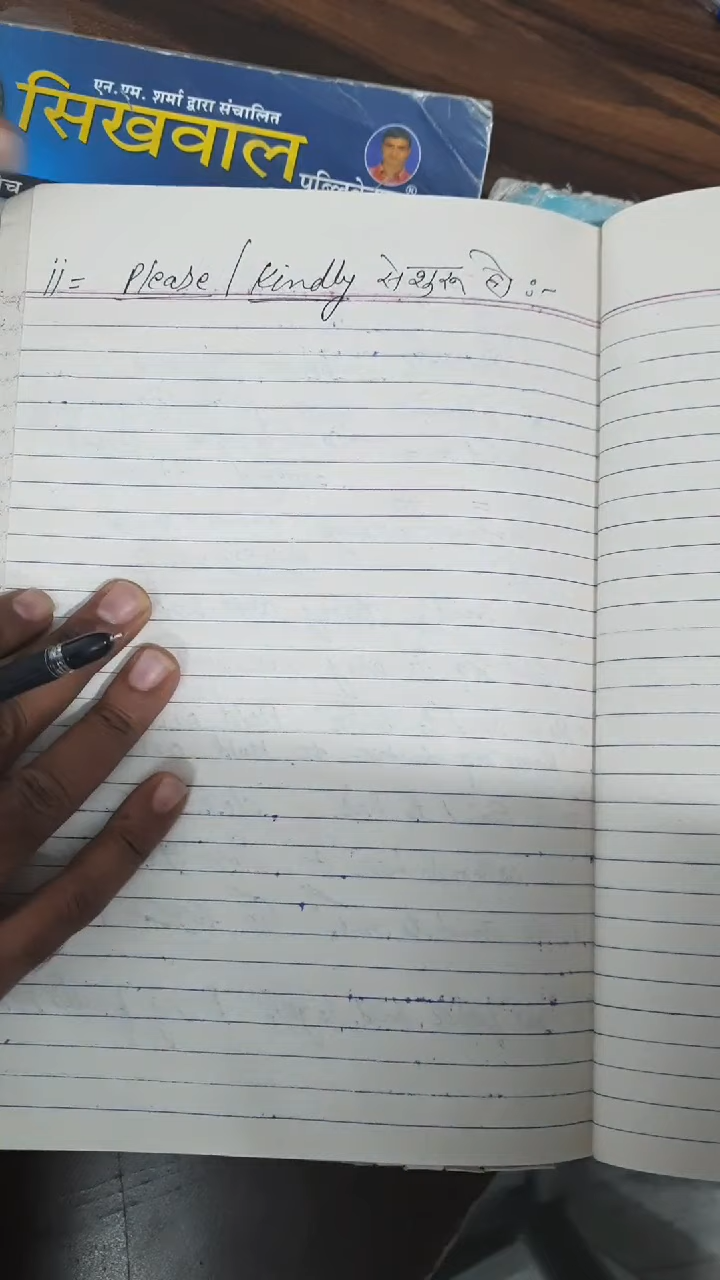 एन.एम. शर्मा द्वारा संचालित
सिखवाल
ii= Please / Kindly से शुरू हो :-